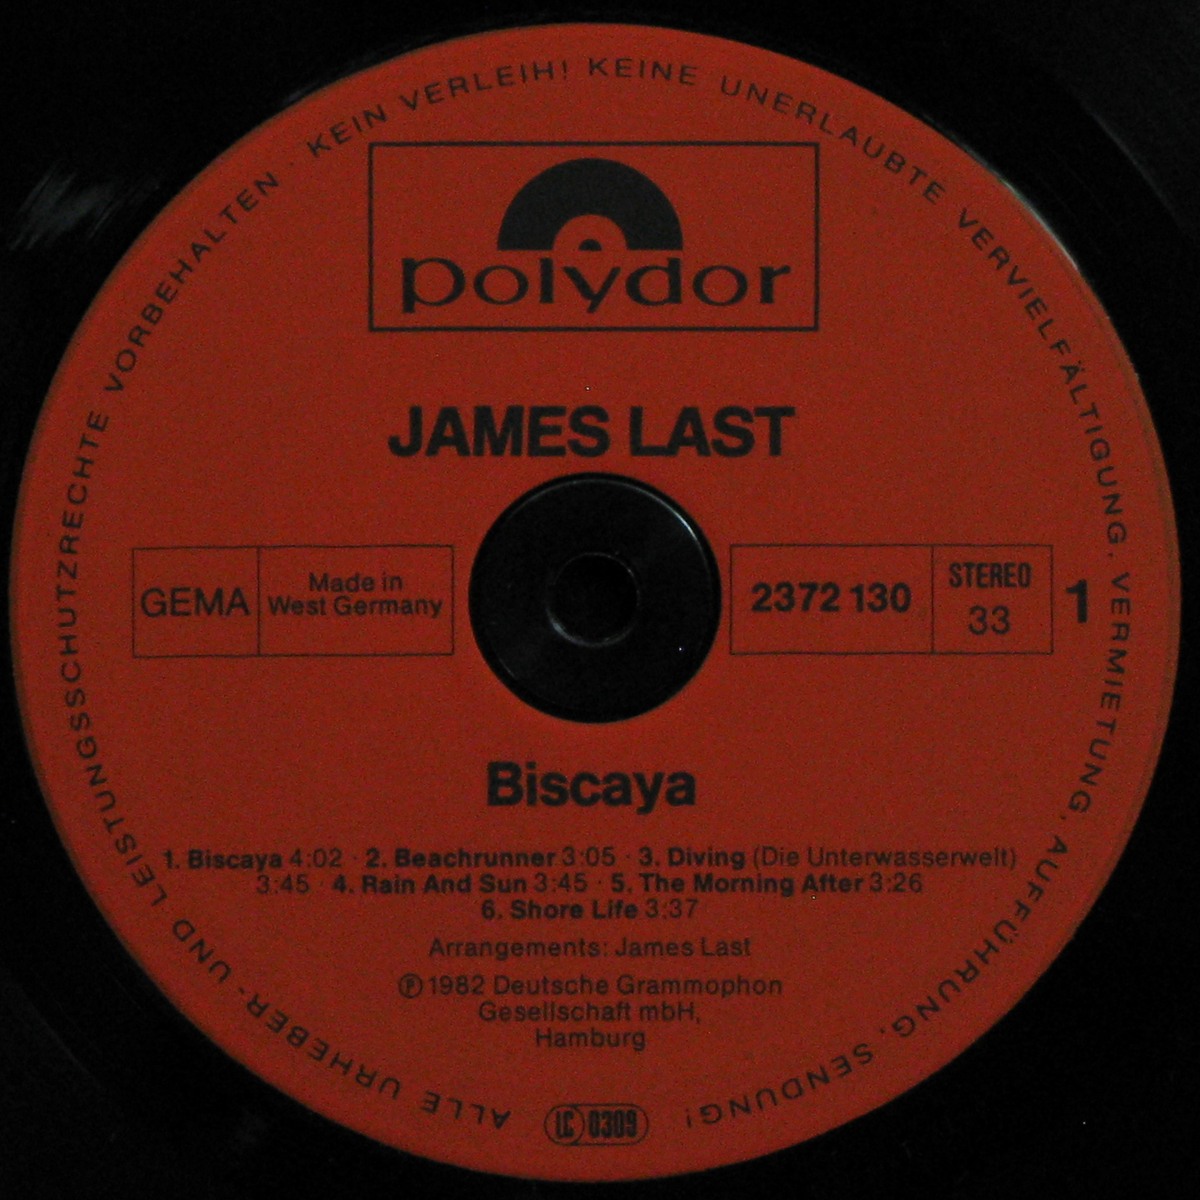 ALLE URHEBER- UND LEISTUNGSSCHUTZRECHTE VORBEHALTEN · KEIN VERLEIH! KEINE UNERLAUBTE VERVIELFÄLTIGUNG, VERMIETUNG, AUFFÜHRUNG, SENDUNG!
polydor
JAMES LAST
GEMA
Made in
West Germany
2372 130
STEREO
33
1
Biscaya
1. Biscaya 4:02 · 2. Beachrunner 3:05 · 3. Diving (Die Unterwasserwelt)
3:45 · 4. Rain And Sun 3:45 · 5. The Morning After 3:26
6. Shore Life 3:37
Arrangements: James Last
℗ 1982 Deutsche Grammophon
Gesellschaft mbH,
Hamburg
LC 0309